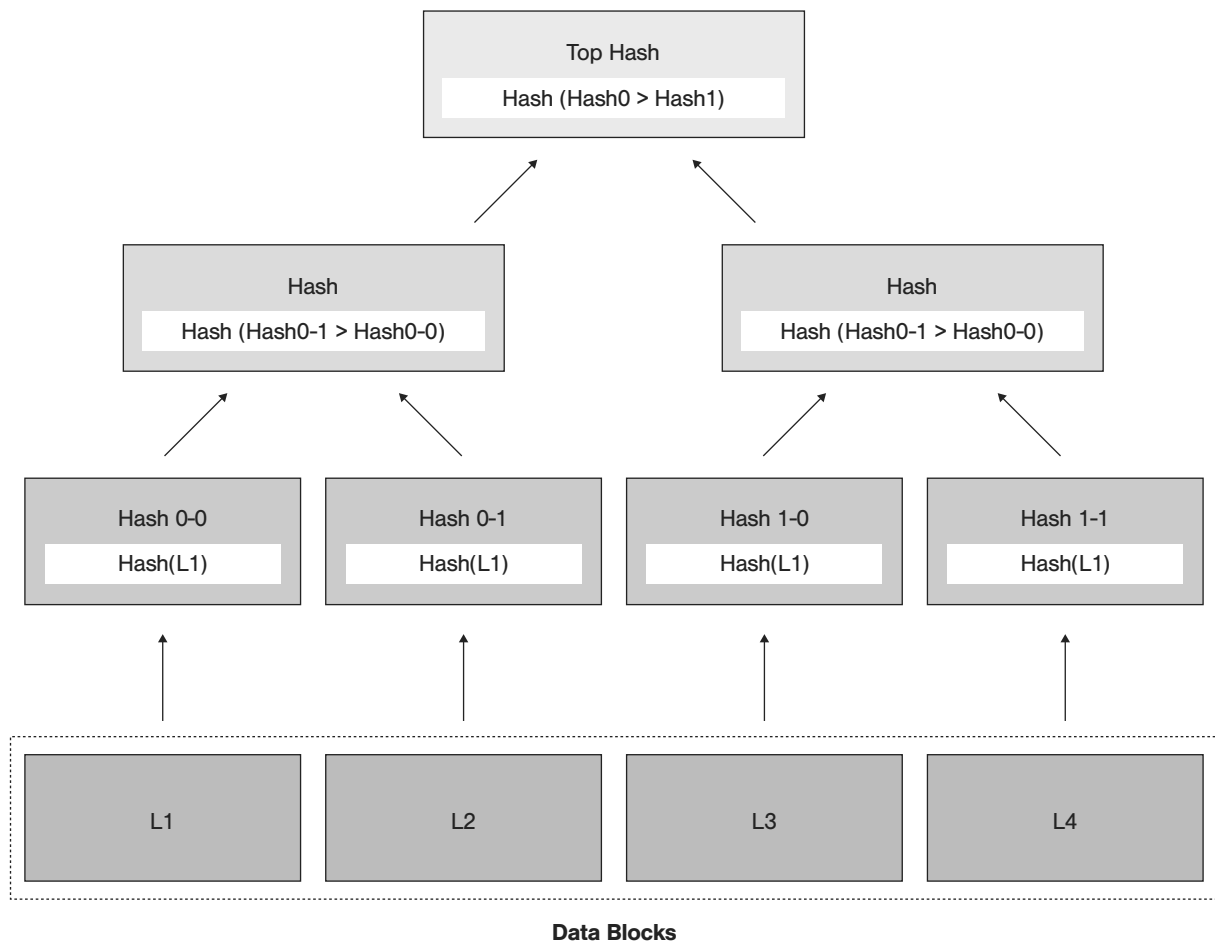 Top Hash
Hash (Hash0 > Hash1)
Hash
Hash (Hash0-1 > Hash0-0)
Hash
Hash (Hash0-1 > Hash0-0)
Hash 0-0
Hash(L1)
Hash 0-1
Hash(L1)
Hash 1-0
Hash(L1)
Hash 1-1
Hash(L1)
L1
L2
L3
L4
Data Blocks